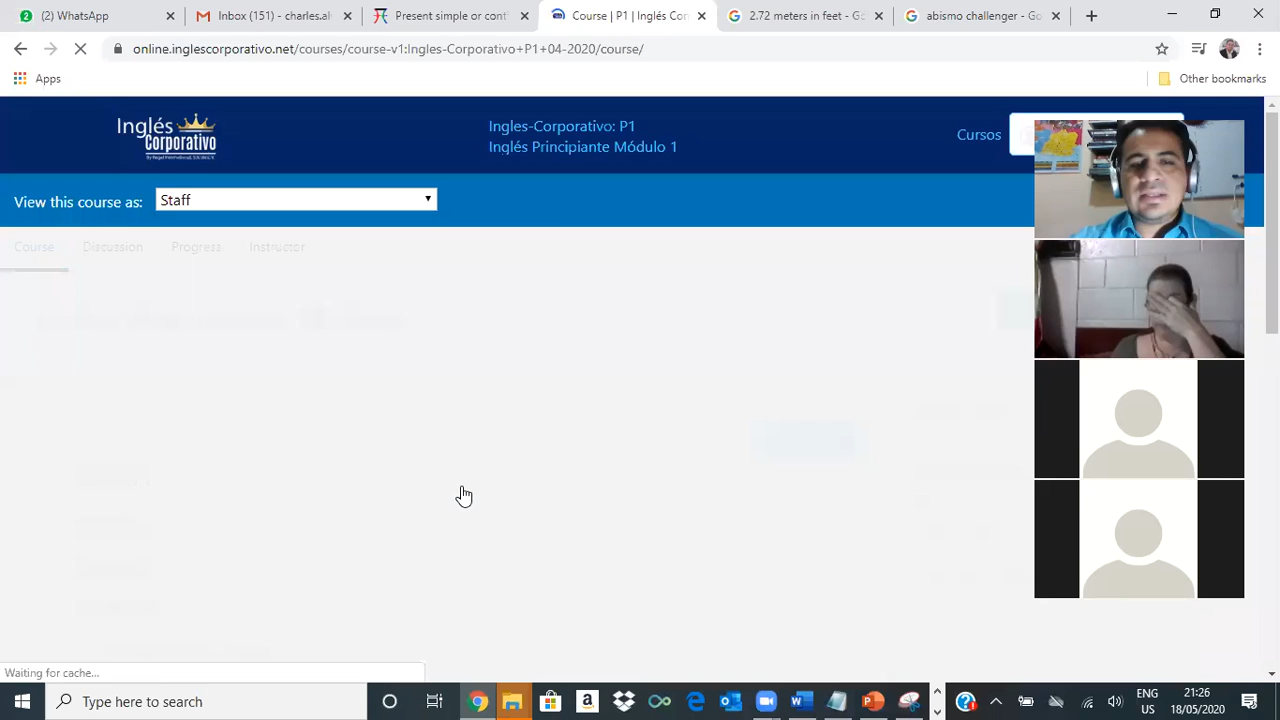 (2) WhatsApp
Inbox (151) - charles.al
Present simple or cont
Course | P1 | Inglés Cor
2.72 meters in feet - Go
abismo challenger - Go
online.inglescorporativo.net/courses/course-v1:Ingles-Corporativo+P1+04-2020/course/
Apps
Other bookmarks
Inglés
Corporativo
Ingles-Corporativo: P1
Inglés Principiante Módulo 1
Cursos
View this course as:
Staff
Course
Discussion
Progress
Instructor
Waiting for cache...
Type here to search
ENG
US
21:26
18/05/2020